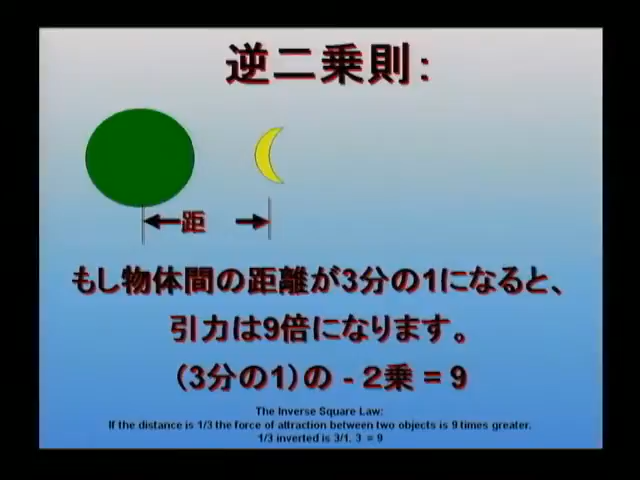 逆二乗則:
距
もし物体間の距離が3分の1になると、
引力は9倍になります。
(3分の1)の - 2乗 = 9
The Inverse Square Law:
If the distance is 1/3 the force of attraction between two objects is 9 times greater.
1/3 inverted is 3/1. 3 = 9